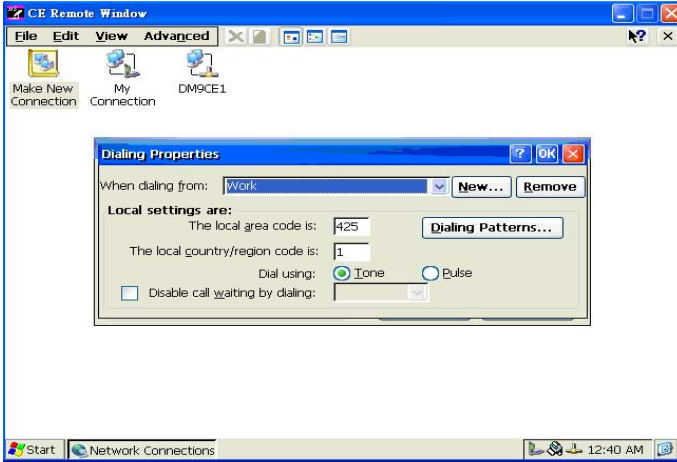 CE Remote Window
File Edit View Advanced
Make New Connection
My Connection
DM9CE1
Dialing Properties
? OK
When dialing from: Work New... Remove
Local settings are:
The local area code is: 425 Dialing Patterns...
The local country/region code is: 1
Dial using: Tone Pulse
Disable call waiting by dialing:
Start Network Connections 12:40 AM